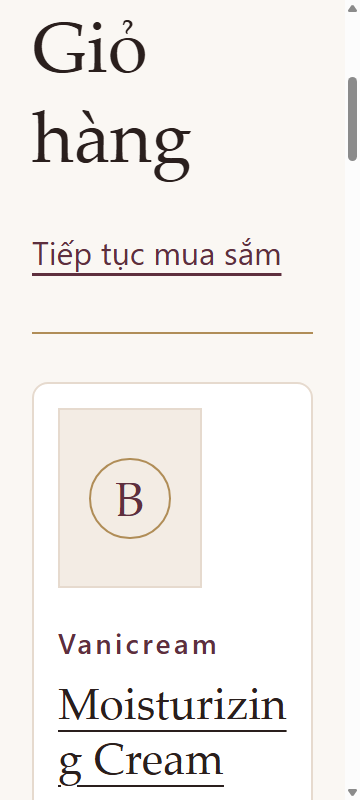 Giỏ
hàng
Tiếp tục mua sắm
B
Vanicream
Moisturizin
g Cream